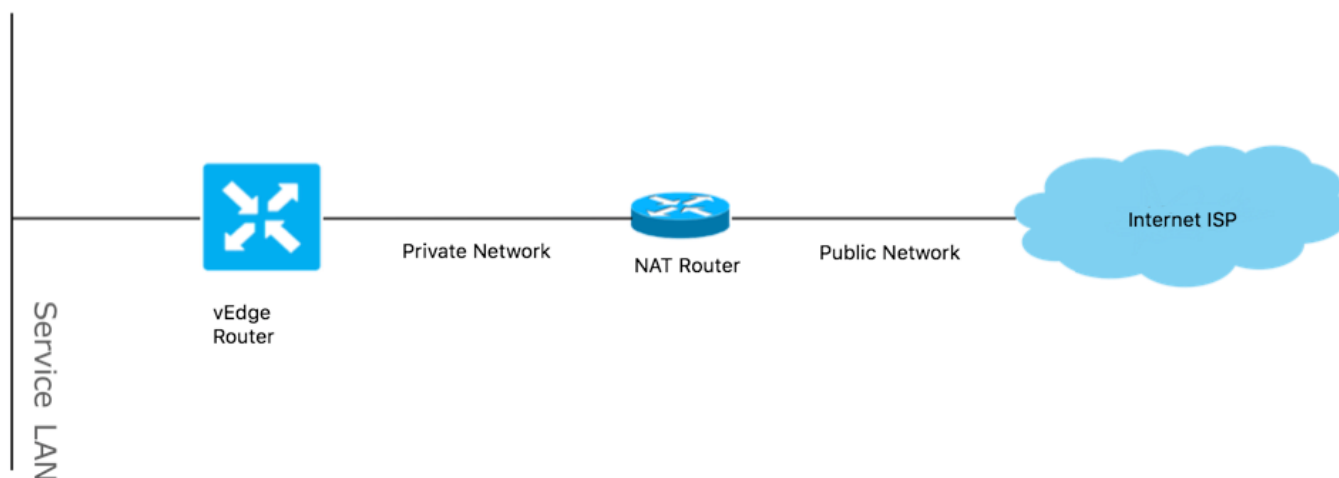 Service LAN
vEdge
Router
Private Network
NAT Router
Public Network
Internet ISP